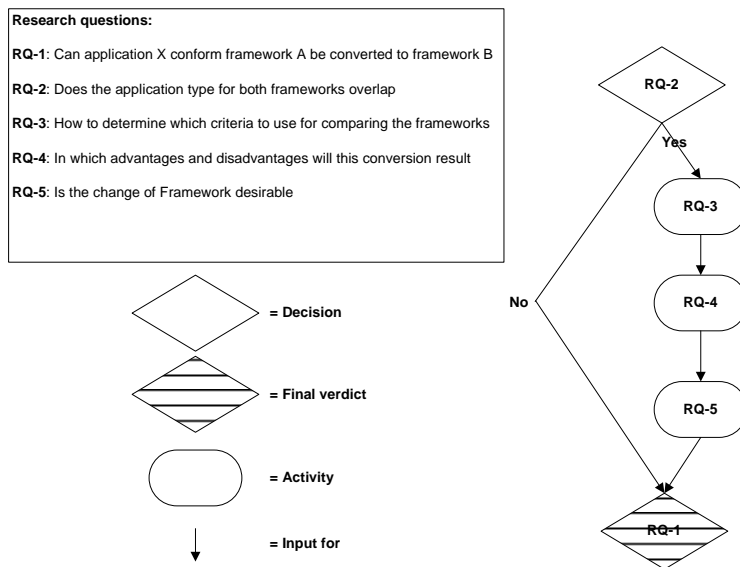 Research questions:
RQ-1: Can application X conform framework A be converted to framework B
RQ-2: Does the application type for both frameworks overlap
RQ-3: How to determine which criteria to use for comparing the frameworks
RQ-4: In which advantages and disadvantages will this conversion result
RQ-5: Is the change of Framework desirable
= Decision
= Final verdict
= Activity
= Input for
RQ-2
Yes
RQ-3
No
RQ-4
RQ-5
RQ-1